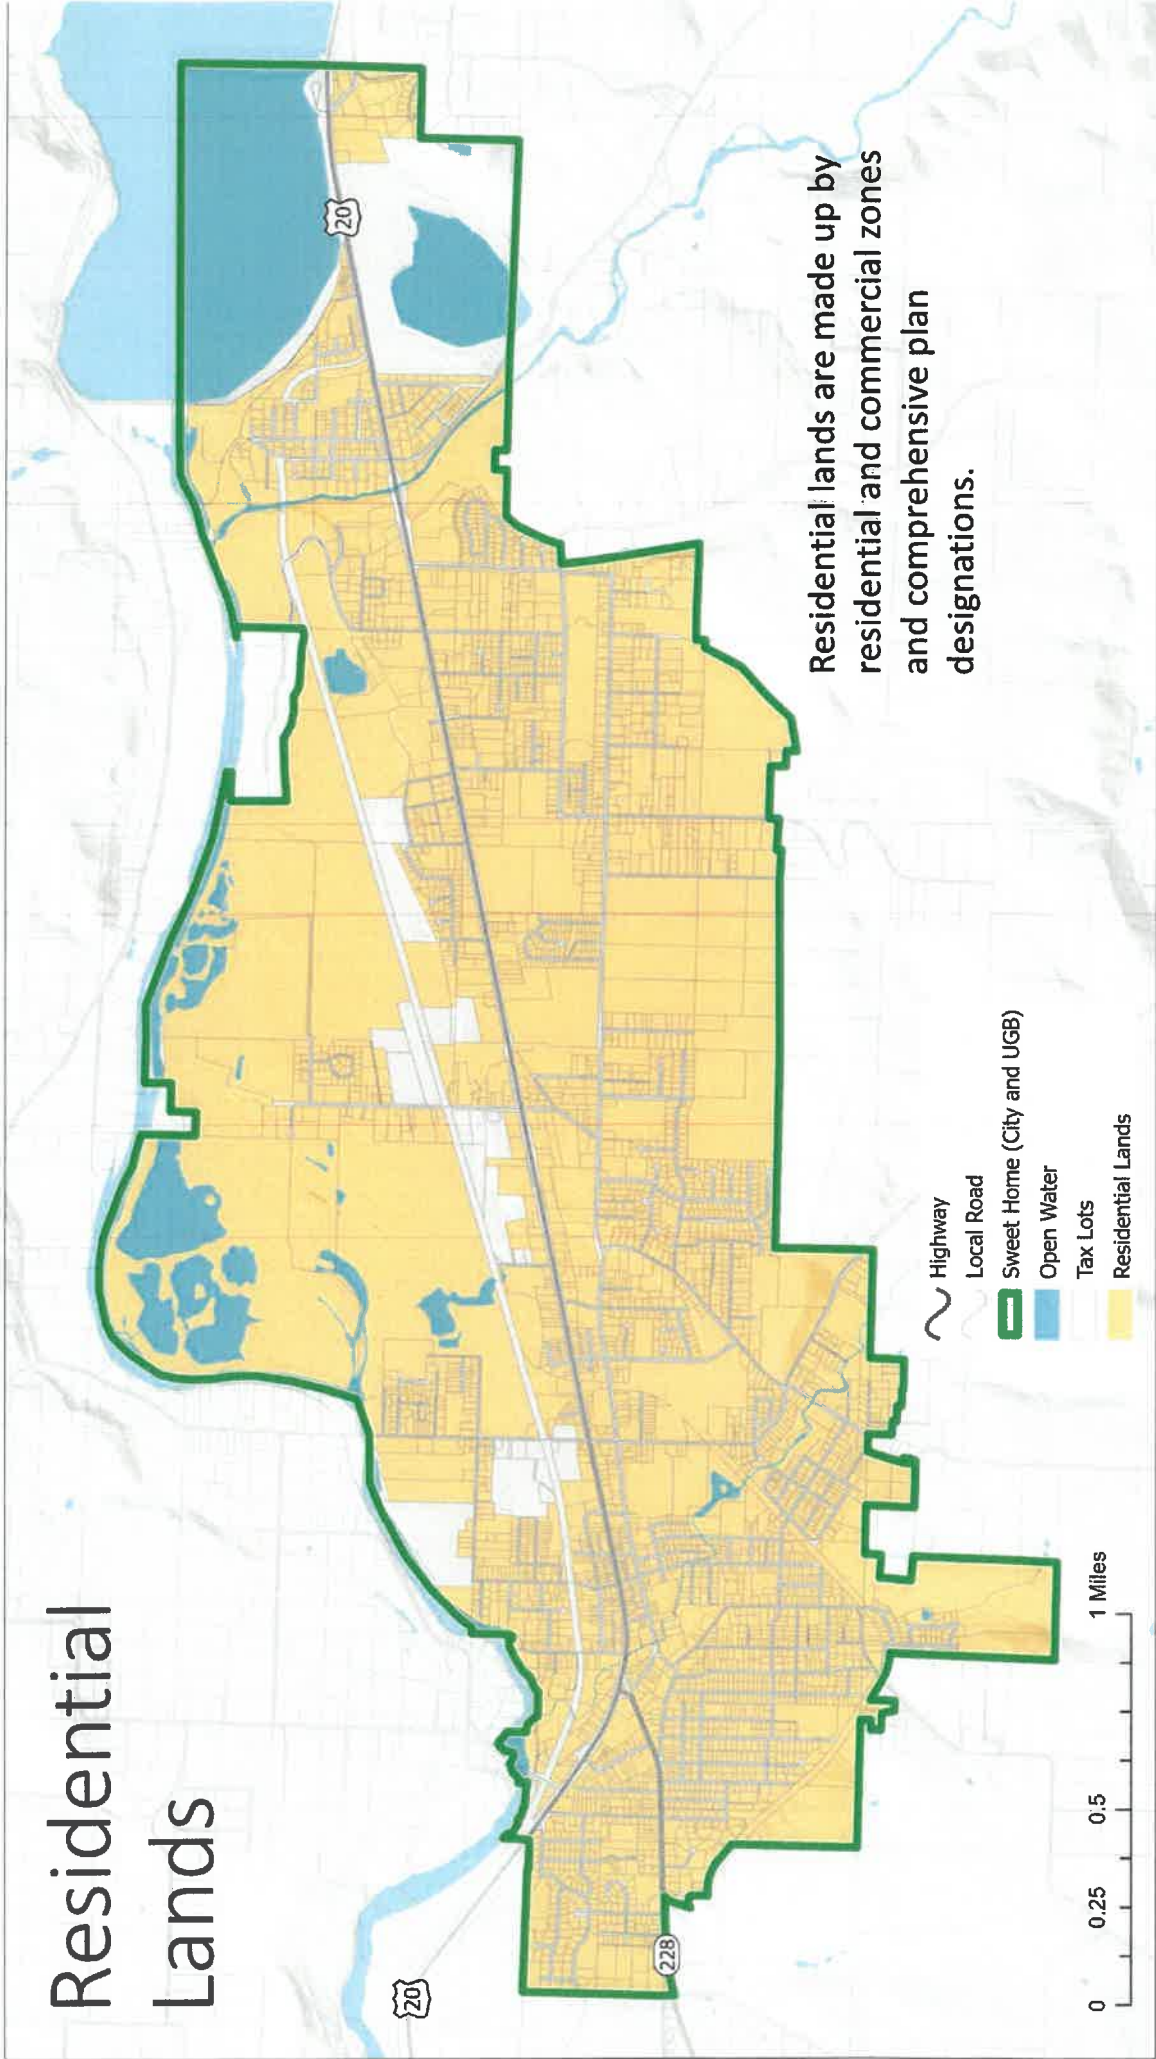 Residential
Lands
20
20
228
Residential lands are made up by
residential and commercial zones
and comprehensive plan
designations.
Highway
Local Road
Sweet Home (City and UGB)
Open Water
Tax Lots
Residential Lands
0 0.25 0.5 1 Miles